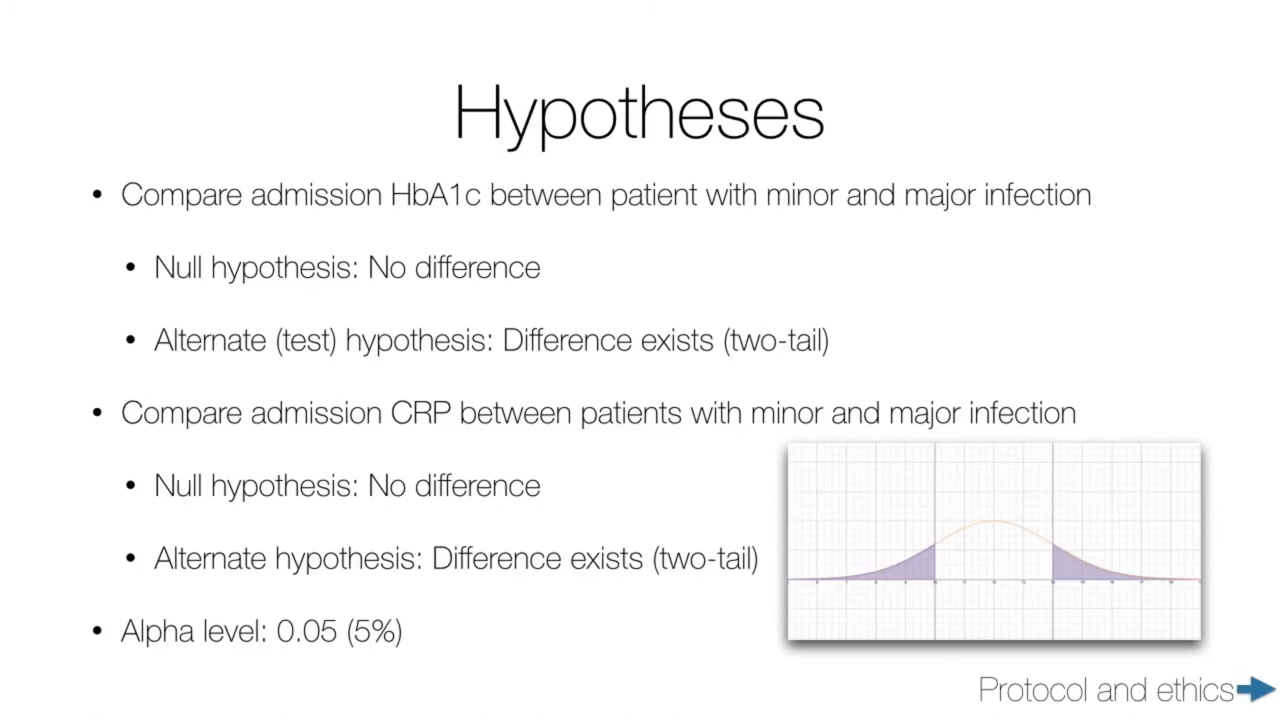 Hypotheses
• Compare admission HbA1c between patient with minor and major infection
• Null hypothesis: No difference
• Alternate (test) hypothesis: Difference exists (two-tail)
• Compare admission CRP between patients with minor and major infection
• Null hypothesis: No difference
• Alternate hypothesis: Difference exists (two-tail)
• Alpha level: 0.05 (5%)
Protocol and ethics